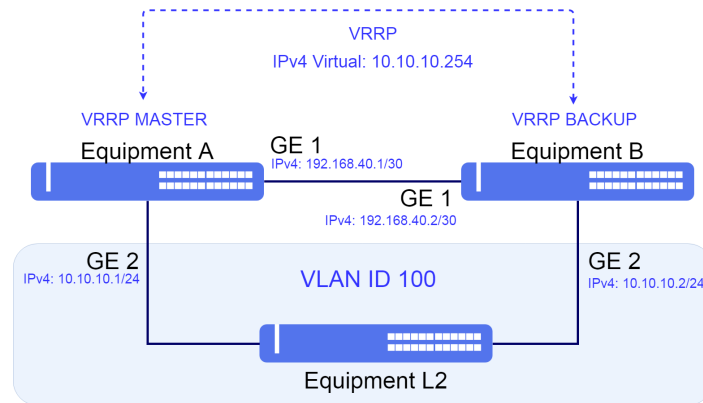 VRRP
IPv4 Virtual: 10.10.10.254
VRRP MASTER
VRRP BACKUP
Equipment A
GE 1
IPv4: 192.168.40.1/30
Equipment B
GE 1
IPv4: 192.168.40.2/30
GE 2
IPv4: 10.10.10.1/24
VLAN ID 100
GE 2
IPv4: 10.10.10.2/24
Equipment L2